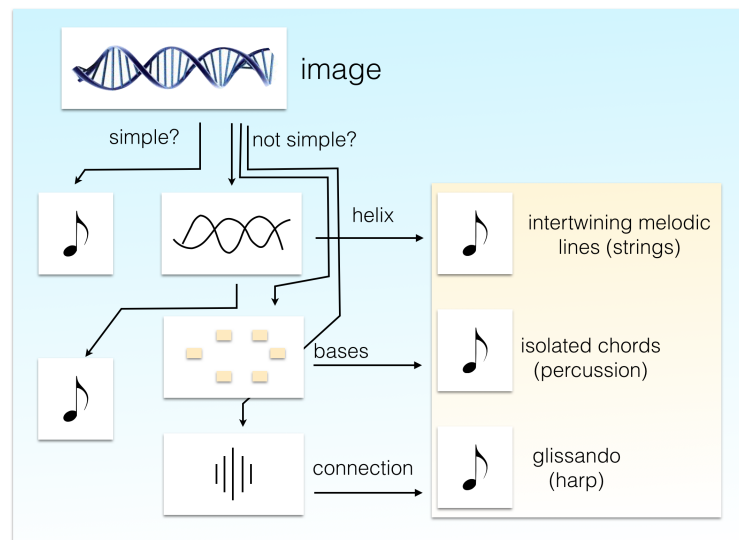 image
simple?
not simple?
helix
intertwining melodic
lines (strings)
bases
isolated chords
(percussion)
connection
glissando
(harp)